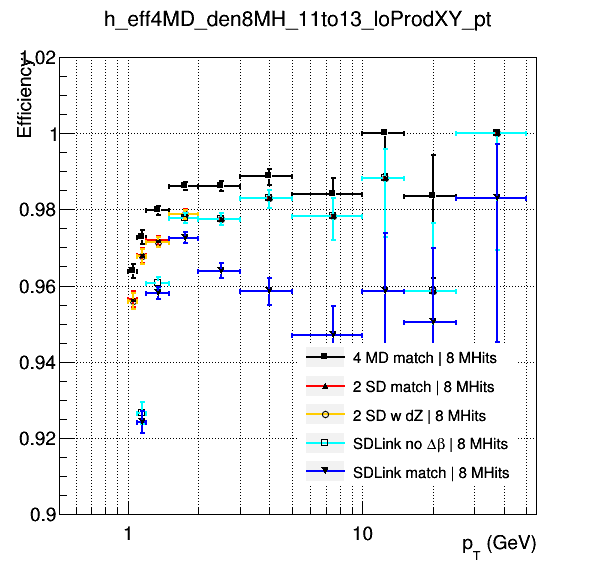 h_eff4MD_den8MH_11to13_loProdXY_pt
Efficiency
1.02
1
0.98
0.96
0.94
0.92
0.9
4 MD match | 8 MHits
2 SD match | 8 MHits
2 SD w dZ | 8 MHits
SDLink no Δβ | 8 MHits
SDLink match | 8 MHits
1
10
p_T (GeV)